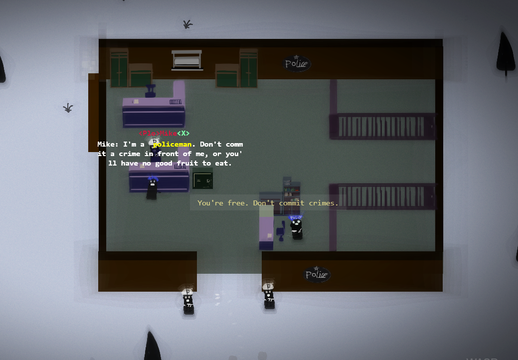 Police
<X>
Mike: I'm a policeman. Don't comm
it a crime in front of me, or you'
ll have no good fruit to eat.
You're free. Don't commit crimes.
Police